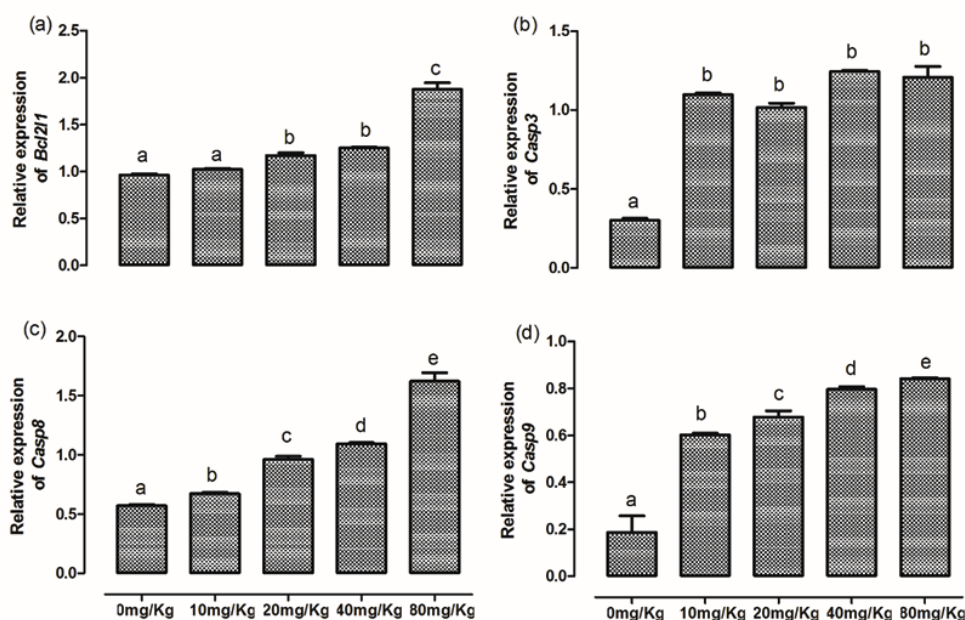 (a)
Relative expression
of Bcl2l1
2.5
2.0
1.5
1.0
0.5
0.0
a
a
b
b
c
(b)
Relative expression
of Casp3
1.5
1.0
0.5
0.0
a
b
b
b
b
(c)
Relative expression
of Casp8
2.0
1.5
1.0
0.5
0.0
a
b
c
d
e
0mg/Kg 10mg/Kg 20mg/Kg 40mg/Kg 80mg/Kg
(d)
Relative expression
of Casp9
1.0
0.8
0.6
0.4
0.2
0.0
a
b
c
d
e
0mg/Kg 10mg/Kg 20mg/Kg 40mg/Kg 80mg/Kg